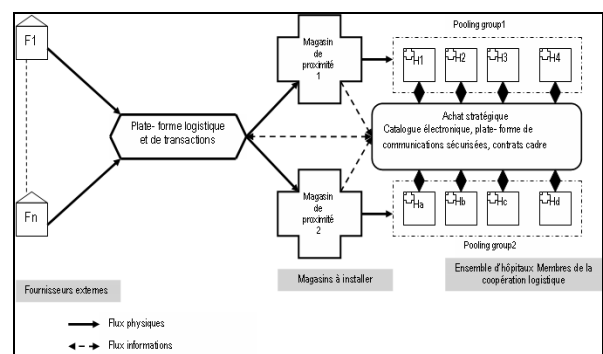 F1
Fn
Plate- forme logistique
et de transactions
Magasin
de
proximité
1
Magasin
de
proximité
2
Pooling group1
H1
H2
H3
H4
Achat stratégique
Catalogue électronique, plate- forme de
communications sécurisées, contrats cadre
Ha
Hb
Hc
Hd
Pooling group2
Fournisseurs externes
Magasins à installer
Ensemble d'hôpitaux Membres de la
coopération logistique
Flux physiques
Flux informations